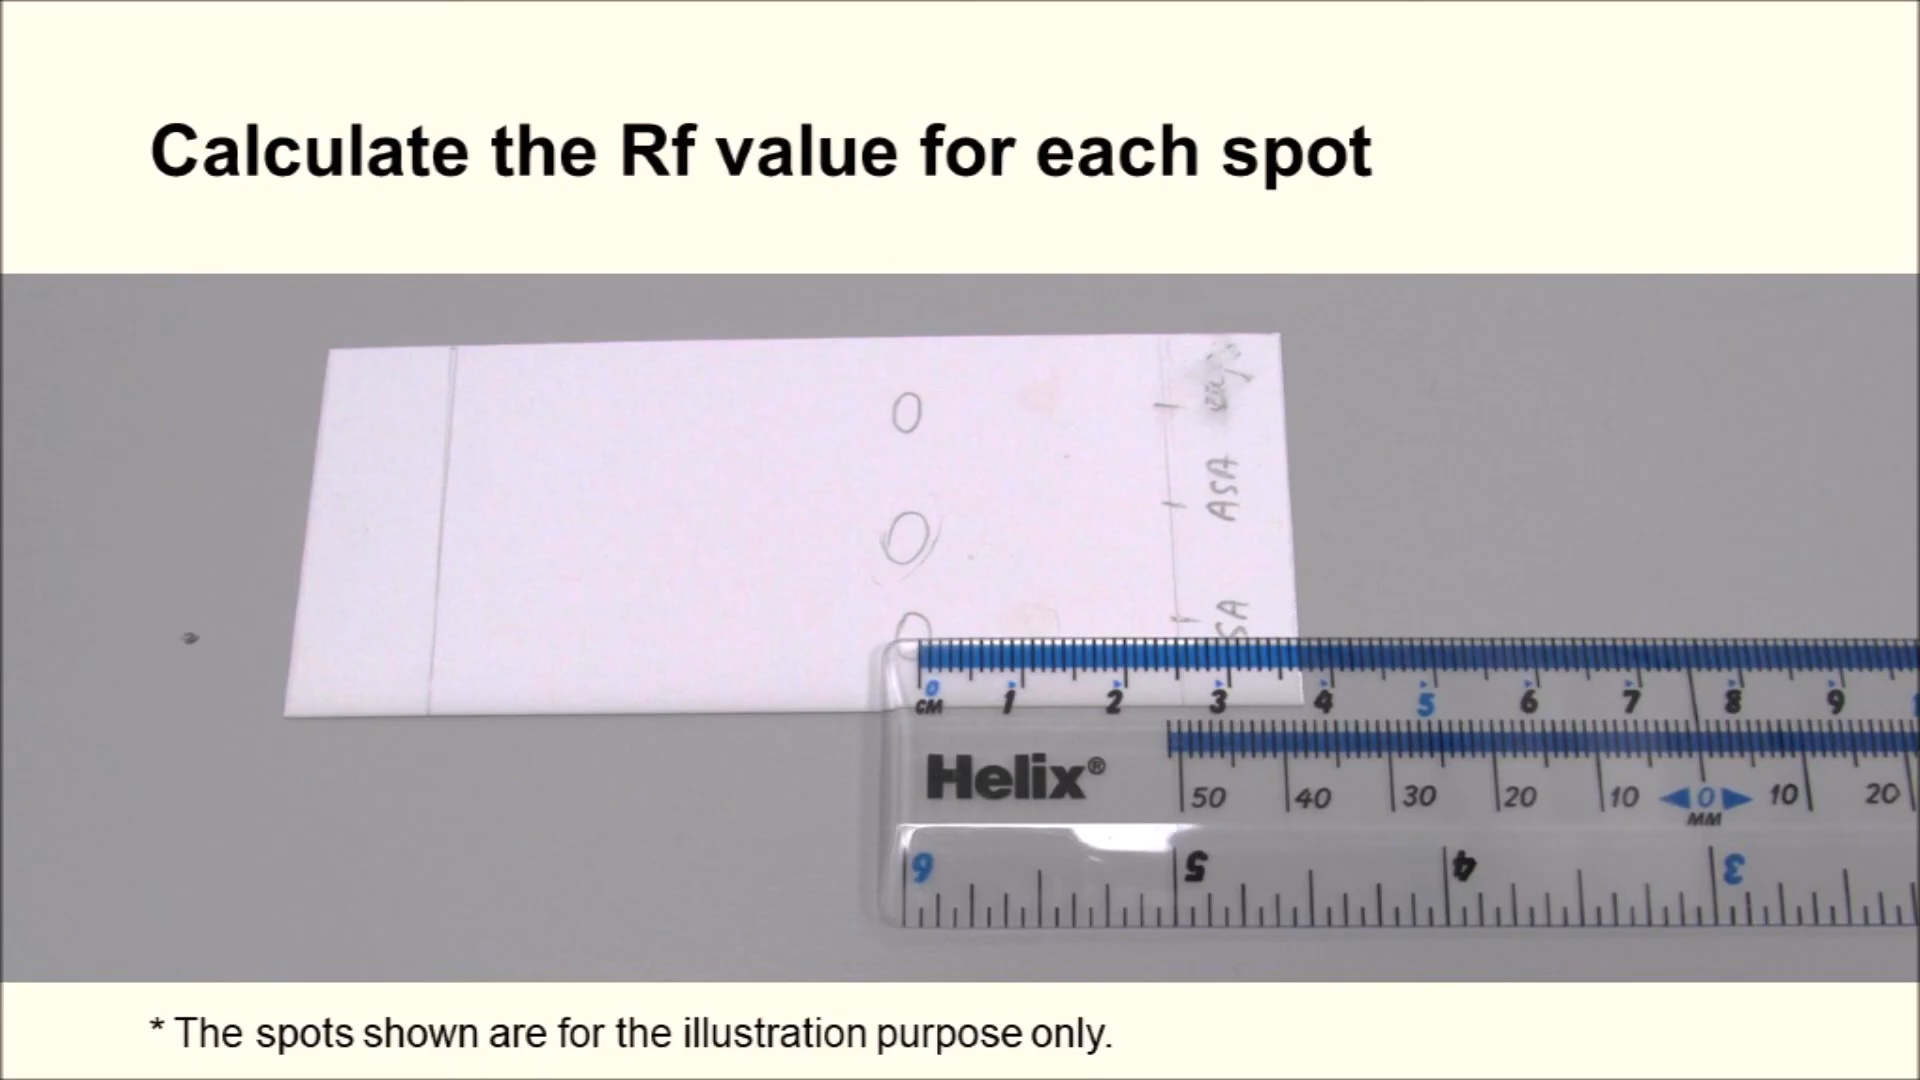 Calculate the Rf value for each spot
ASA
SA
0 1 2 3 4 5 6 7 8 9
CM
Helix®
50 40 30 20 10 0 10 20
MM
6 5 4 3
* The spots shown are for the illustration purpose only.